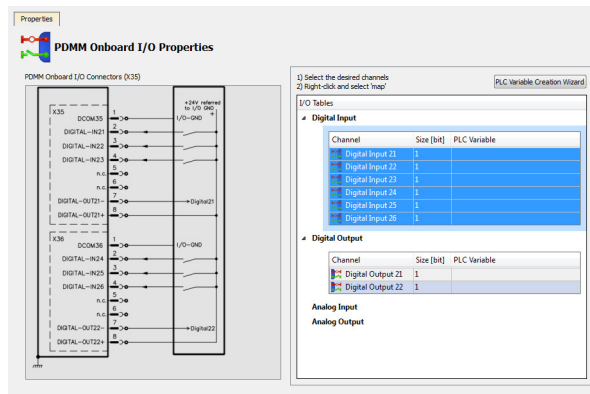 Properties
PDMM Onboard I/O Properties
PDMM Onboard I/O Connectors (X35)
+24V referred
to I/O GND
+
X35
DCOM35 1 I/O-GND
DIGITAL-IN21 2
DIGITAL-IN22 3
DIGITAL-IN23 4
n.c. 5
n.c. 6
DIGITAL-OUT21- 7 Digital21
DIGITAL-OUT21+ 8
X36
DCOM36 1 I/O-GND
DIGITAL-IN24 2
DIGITAL-IN25 3
DIGITAL-IN26 4
n.c. 5
n.c. 6
DIGITAL-OUT22- 7 Digital22
DIGITAL-OUT22+ 8
1) Select the desired channels
2) Right-click and select 'map'
PLC Variable Creation Wizard
I/O Tables
Digital Input
Channel Size [bit] PLC Variable
Digital Input 21 1
Digital Input 22 1
Digital Input 23 1
Digital Input 24 1
Digital Input 25 1
Digital Input 26 1
Digital Output
Channel Size [bit] PLC Variable
Digital Output 21 1
Digital Output 22 1
Analog Input
Analog Output